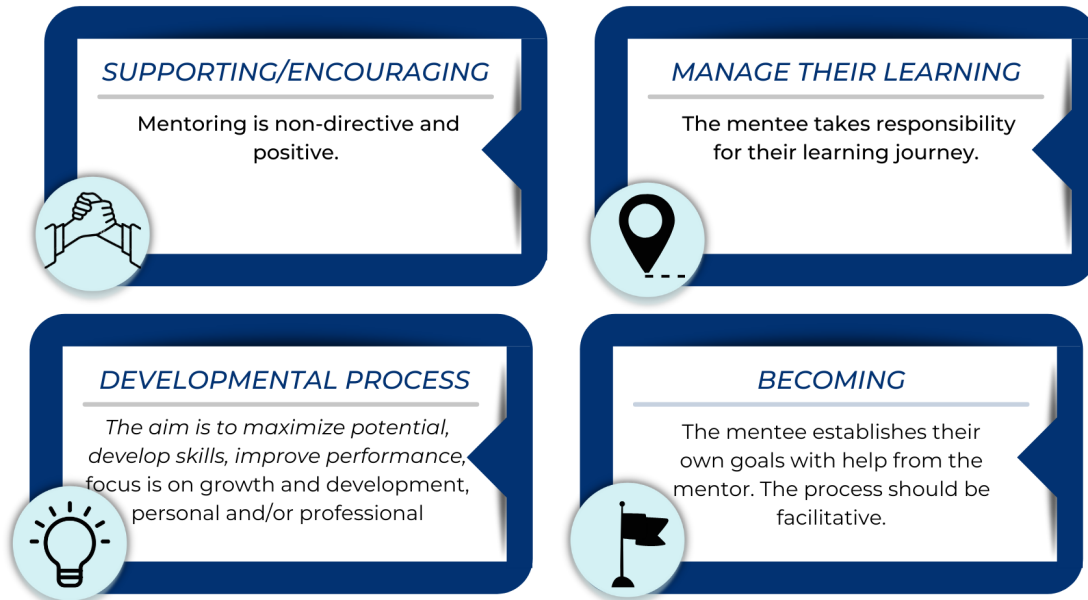 SUPPORTING/ENCOURAGING
Mentoring is non-directive and
positive.
MANAGE THEIR LEARNING
The mentee takes responsibility
for their learning journey.
DEVELOPMENTAL PROCESS
The aim is to maximize potential,
develop skills, improve performance,
focus is on growth and development,
personal and/or professional
BECOMING
The mentee establishes their
own goals with help from the
mentor. The process should be
facilitative.